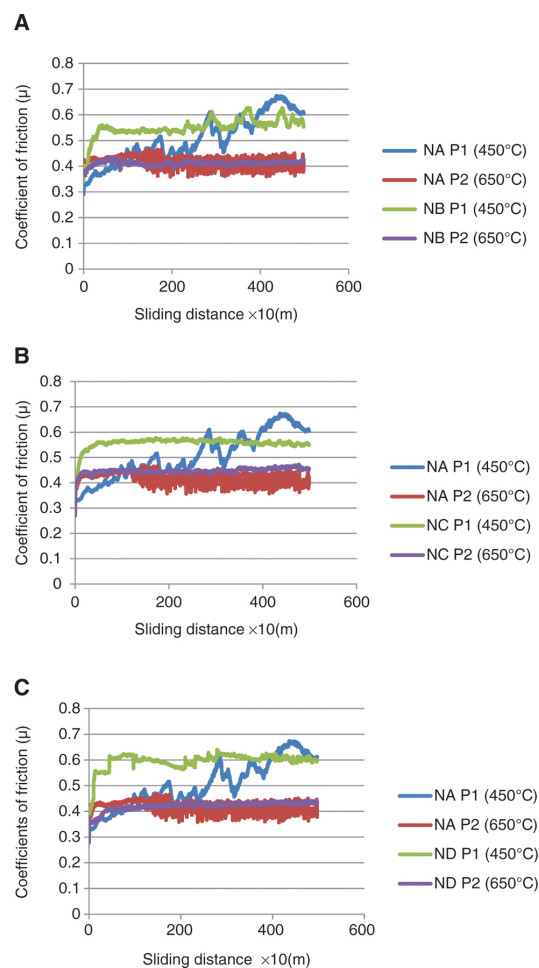 A
Coefficient of friction (μ)
0.8
0.7
0.6
0.5
0.4
0.3
0.2
0.1
0
0 200 400 600
Sliding distance ×10(m)
NA P1 (450°C)
NA P2 (650°C)
NB P1 (450°C)
NB P2 (650°C)
B
Coefficient of friction (μ)
0.8
0.7
0.6
0.5
0.4
0.3
0.2
0.1
0
0 200 400 600
Sliding distance ×10(m)
NA P1 (450°C)
NA P2 (650°C)
NC P1 (450°C)
NC P2 (650°C)
C
Coefficients of friction (μ)
0.8
0.7
0.6
0.5
0.4
0.3
0.2
0.1
0
0 200 400 600
Sliding distance ×10(m)
NA P1 (450°C)
NA P2 (650°C)
ND P1 (450°C)
ND P2 (650°C)